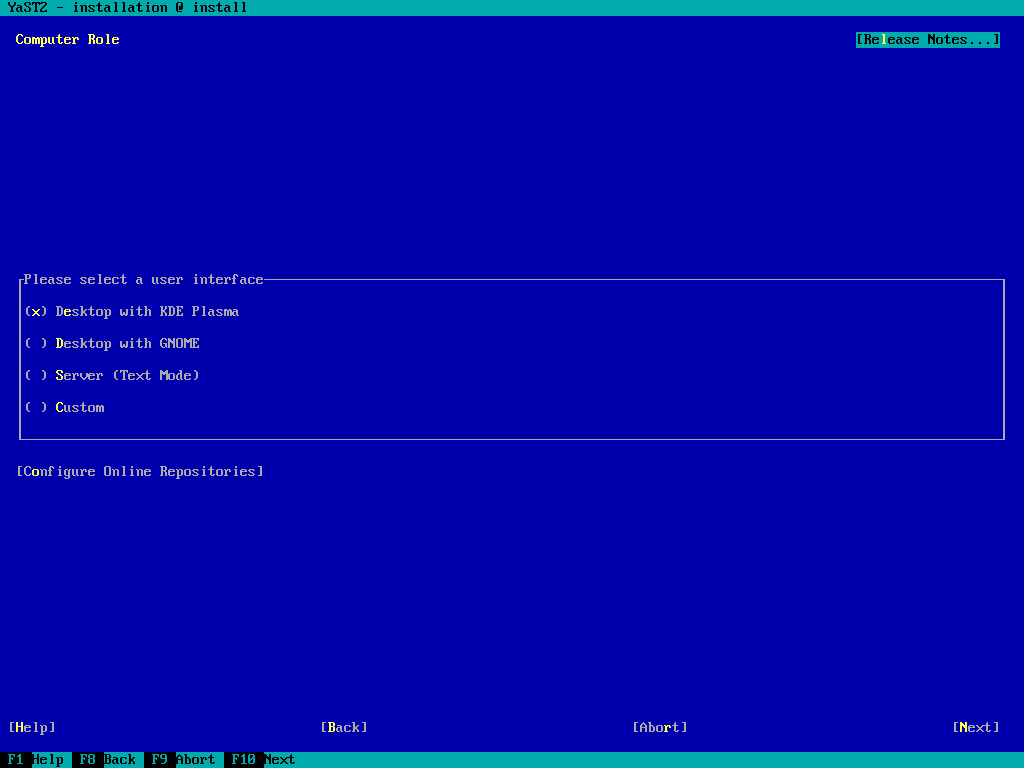 YaST2 - installation @ install
Computer Role [Release Notes...]
Please select a user interface
(x) Desktop with KDE Plasma
( ) Desktop with GNOME
( ) Server (Text Mode)
( ) Custom
[Configure Online Repositories]
[Help] [Back] [Abort] [Next]
F1 Help F8 Back F9 Abort F10 Next